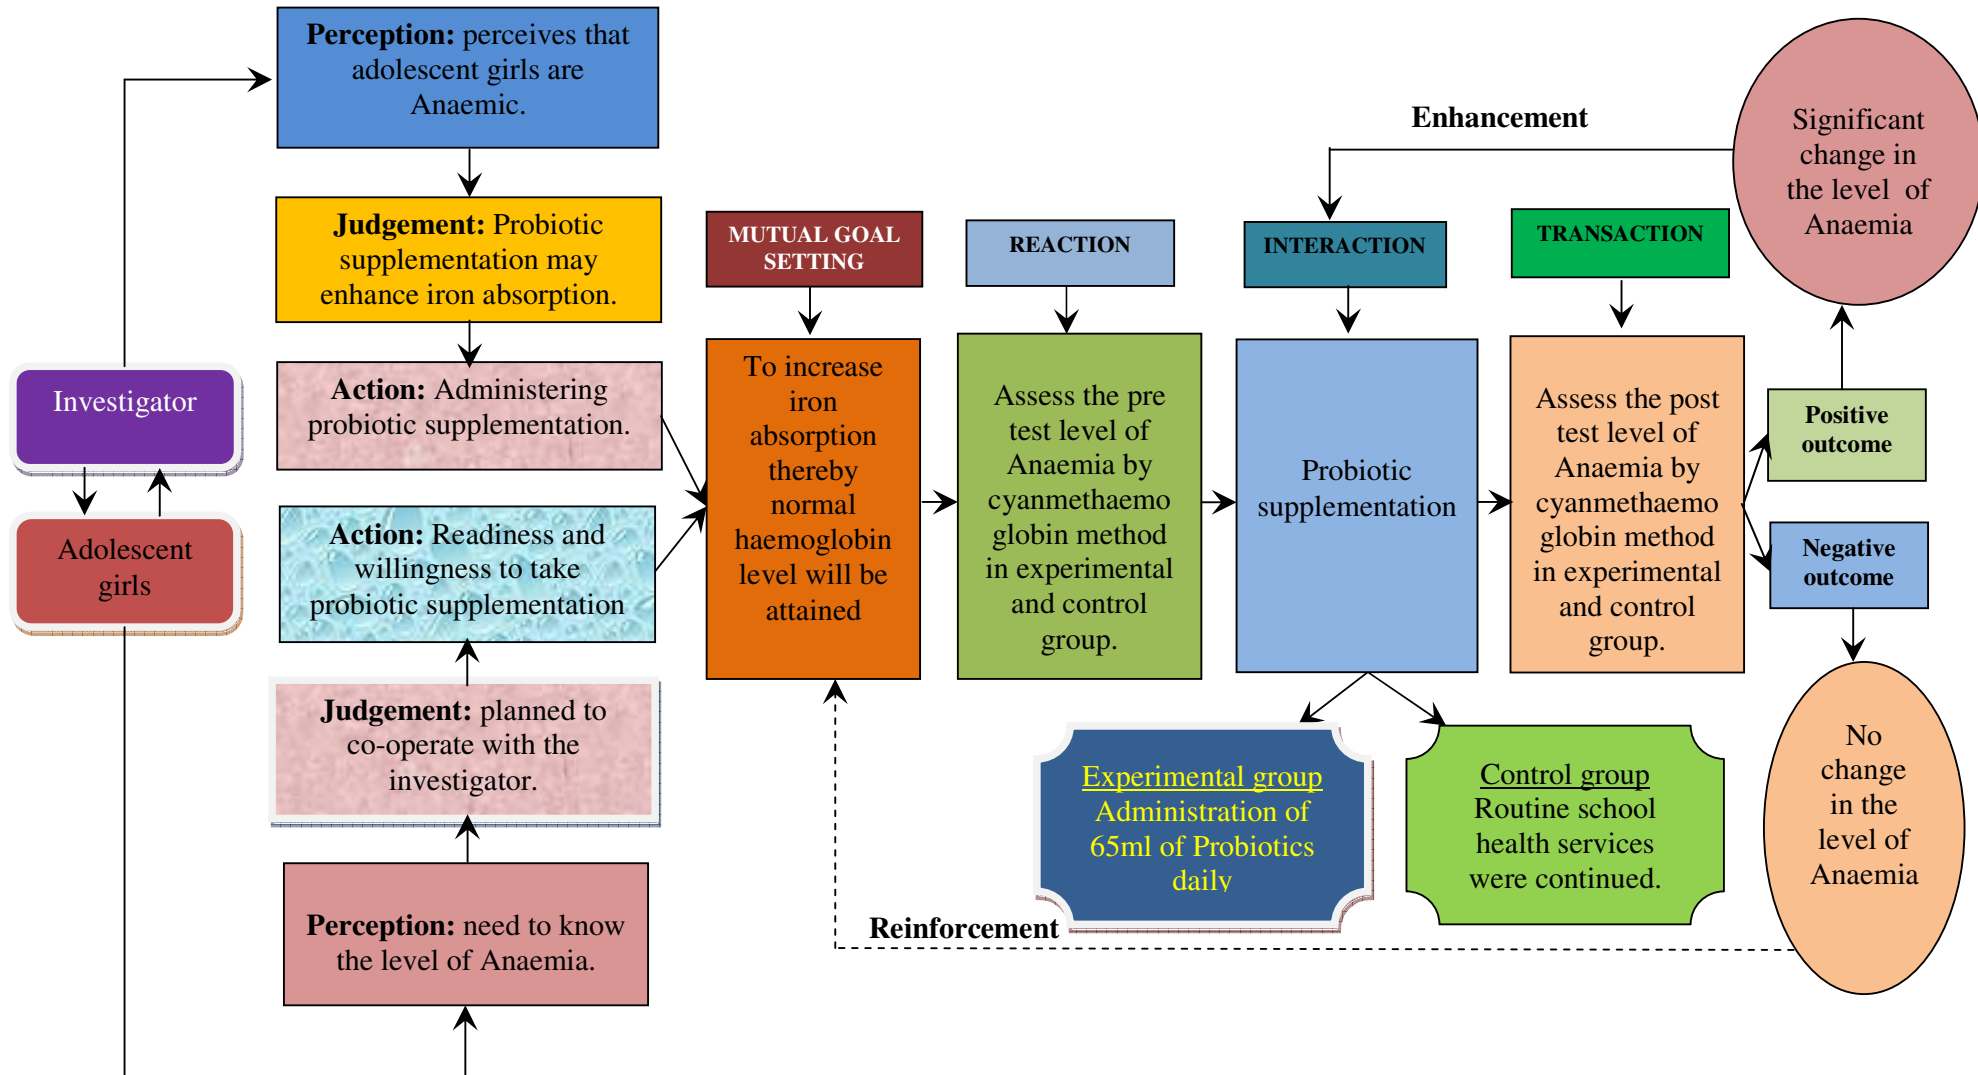 Perception: perceives that
adolescent girls are
Anaemic.
Judgement: Probiotic
supplementation may
enhance iron absorption.
Action: Administering
probiotic supplementation.
Investigator
Adolescent
girls
Action: Readiness and
willingness to take
probiotic supplementation
Judgement: planned to
co-operate with the
investigator.
Perception: need to know
the level of Anaemia.
MUTUAL GOAL
SETTING
To increase
iron
absorption
thereby
normal
haemoglobin
level will be
attained
REACTION
Assess the pre
test level of
Anaemia by
cyanmethaemo
globin method
in experimental
and control
group.
Enhancement
INTERACTION
Probiotic
supplementation
Experimental group
Administration of
65ml of Probiotics
daily
Control group
Routine school
health services
were continued.
TRANSACTION
Assess the post
test level of
Anaemia by
cyanmethaemo
globin method
in experimental
and control
group.
Positive
outcome
Negative
outcome
Significant
change in
the level of
Anaemia
No
change
in the
level of
Anaemia
Reinforcement